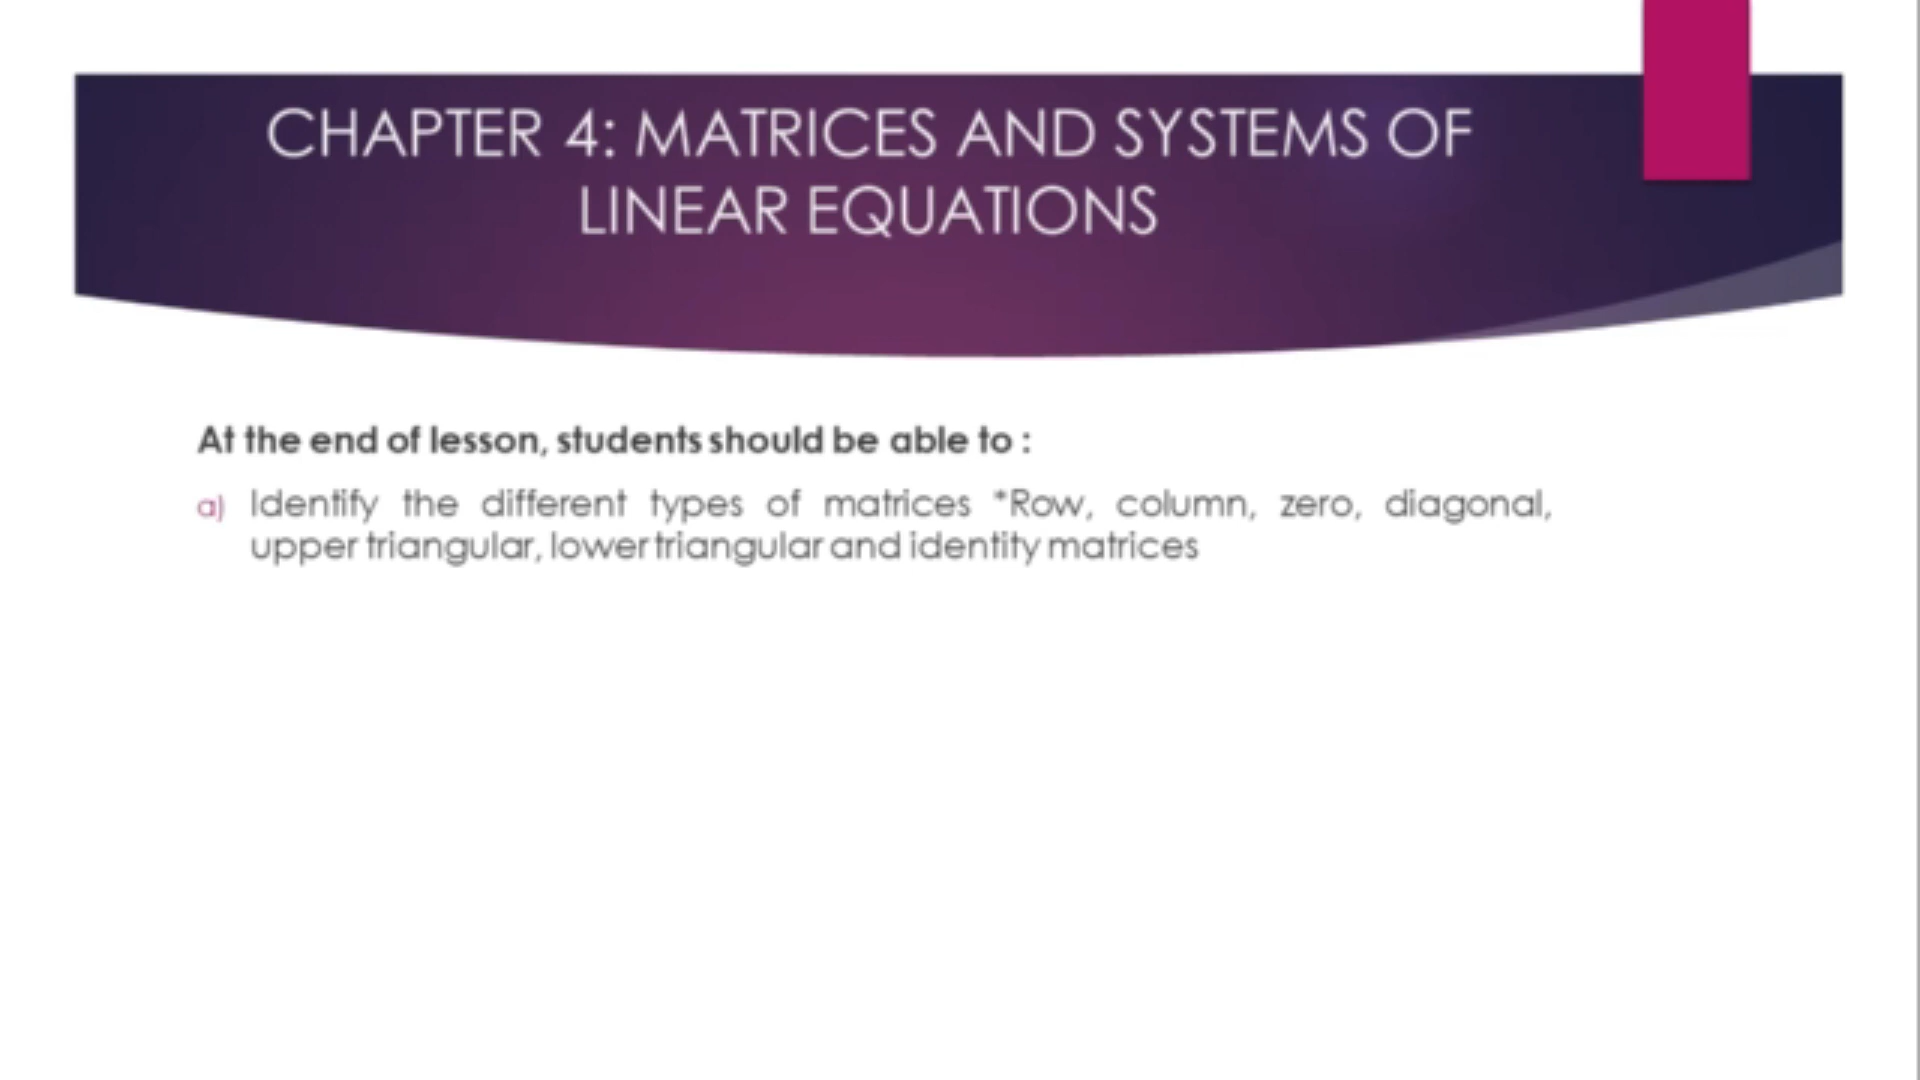 CHAPTER 4: MATRICES AND SYSTEMS OF
LINEAR EQUATIONS
At the end of lesson, students should be able to :
a) Identify the different types of matrices *Row, column, zero, diagonal,
upper triangular, lower triangular and identity matrices